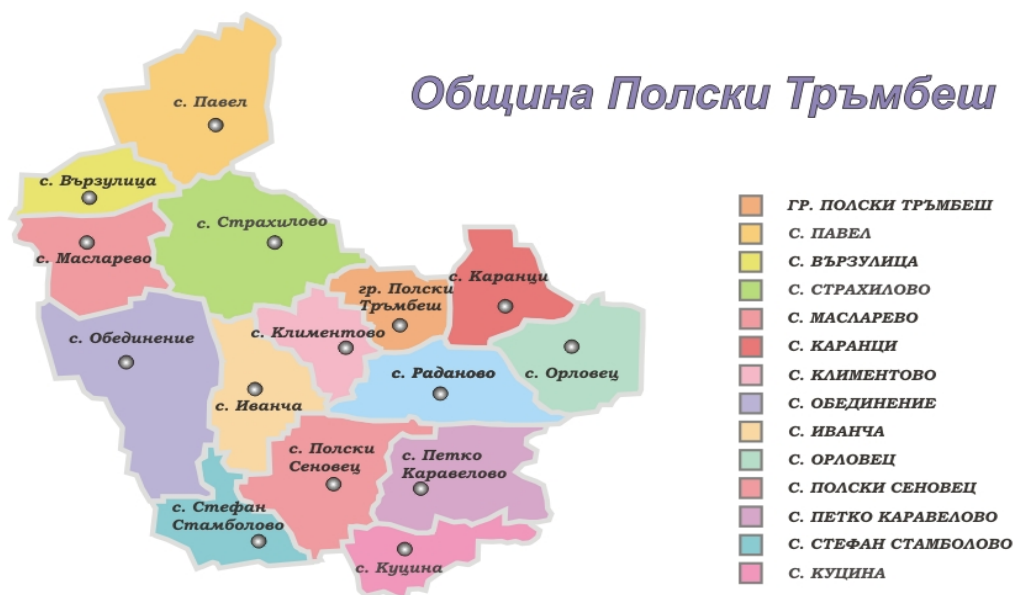 Община Полски Тръмбеш
с. Павел
с. Вързулица
с. Страхилово
с. Масларево
с. Каранци
гр. Полски
Тръмбеш
с. Климентово
с. Обединение
с. Раданово
с. Орловец
с. Иванча
с. Полски
Сеновец
с. Петко
Каравелово
с. Стефан
Стамболово
с. Куцина
ГР. ПОЛСКИ ТРЪМБЕШ
С. ПАВЕЛ
С. ВЪРЗУЛИЦА
С. СТРАХИЛОВО
С. МАСЛАРЕВО
С. КАРАНЦИ
С. КЛИМЕНТОВО
С. ОБЕДИНЕНИЕ
С. ИВАНЧА
С. ОРЛОВЕЦ
С. ПОЛСКИ СЕНОВЕЦ
С. ПЕТКО КАРАВЕЛОВО
С. СТЕФАН СТАМБОЛОВО
С. КУЦИНА